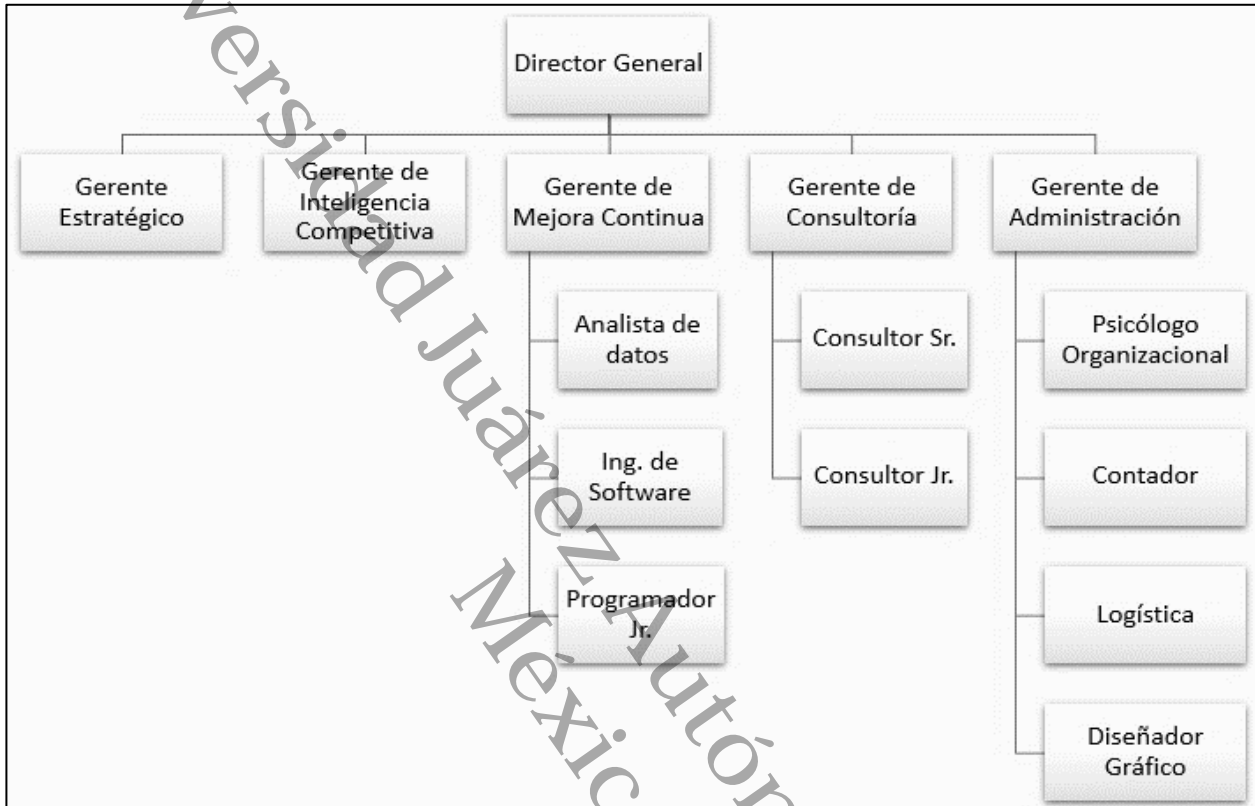 Director General
Gerente
Estratégico
Gerente de
Inteligencia
Competitiva
Gerente de
Mejora Continua
Gerente de
Consultoría
Gerente de
Administración
Analista de
datos
Ing. de
Software
Programador
Jr.
Consultor Sr.
Consultor Jr.
Psicólogo
Organizacional
Contador
Logística
Diseñador
Gráfico
versidad Juárez Autón
Méxic